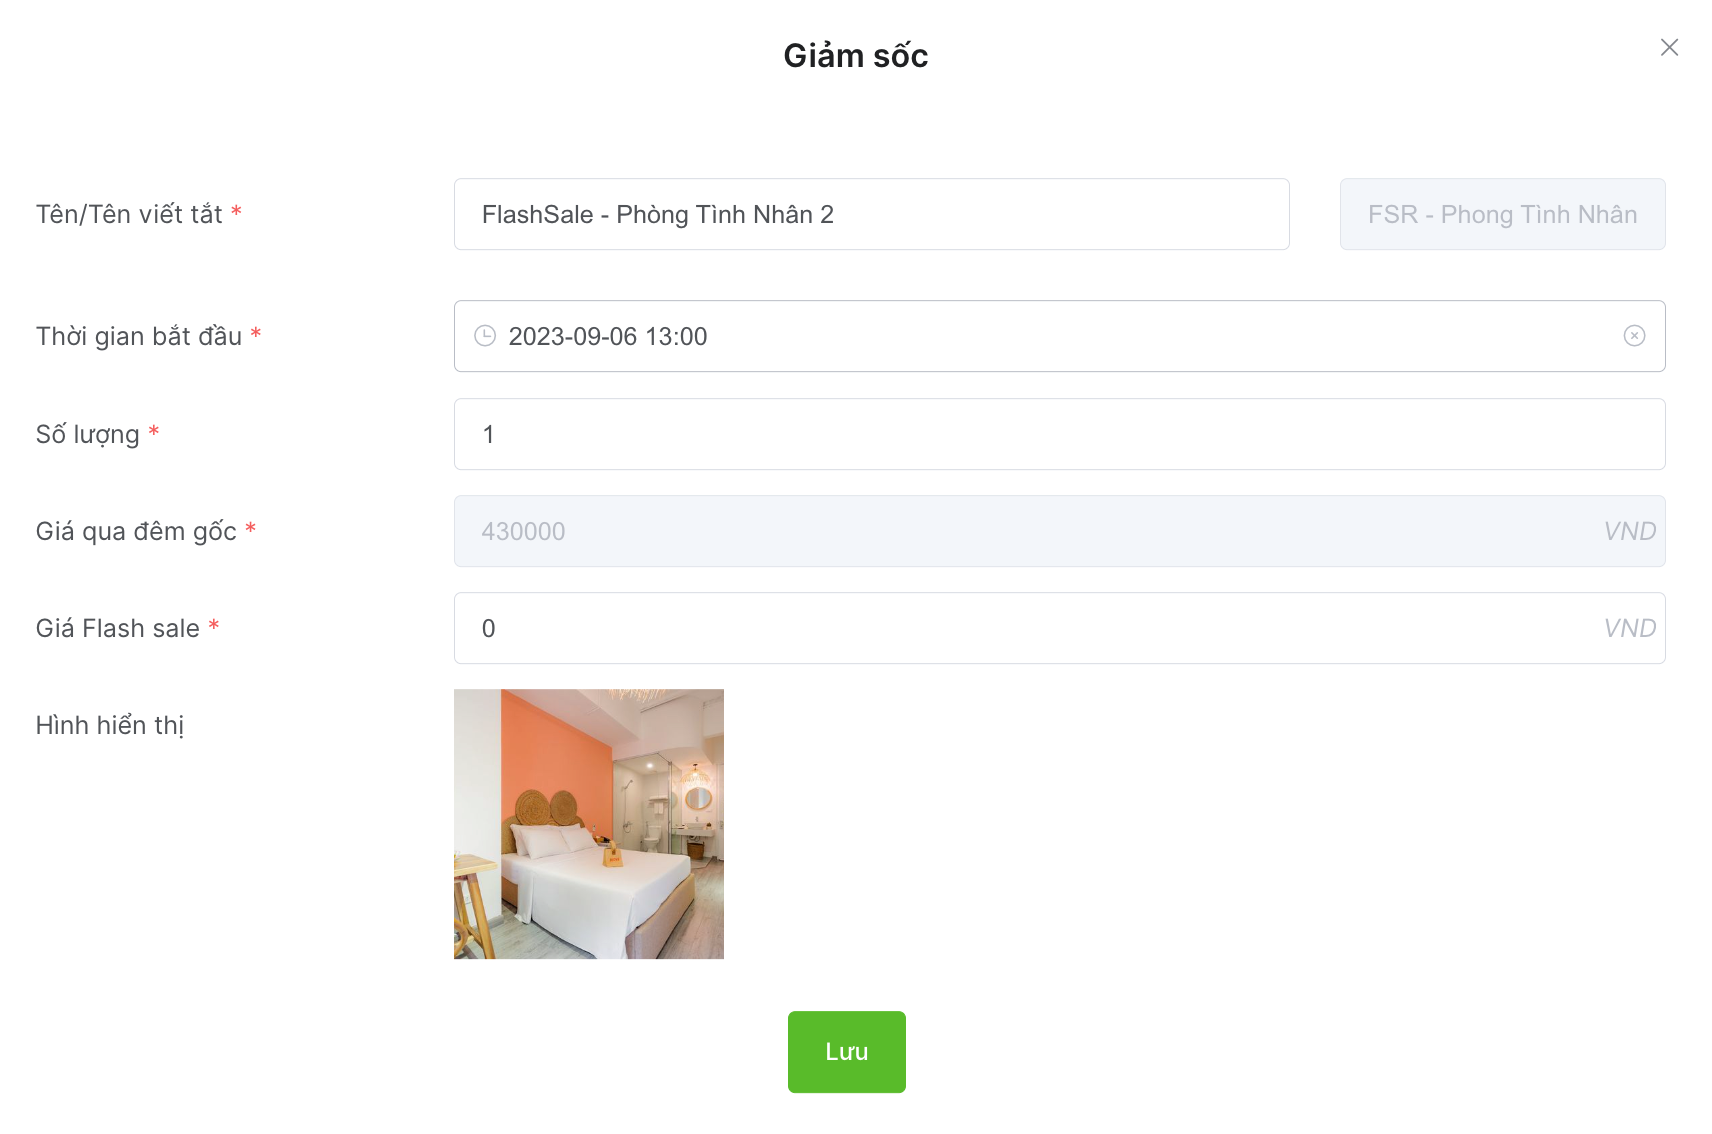 Giảm sốc
Tên/Tên viết tắt *
FlashSale - Phòng Tình Nhân 2
FSR - Phong Tình Nhân
Thời gian bắt đầu *
2023-09-06 13:00
Số lượng *
1
Giá qua đêm gốc *
430000
VND
Giá Flash sale *
0
VND
Hình hiển thị
Lưu